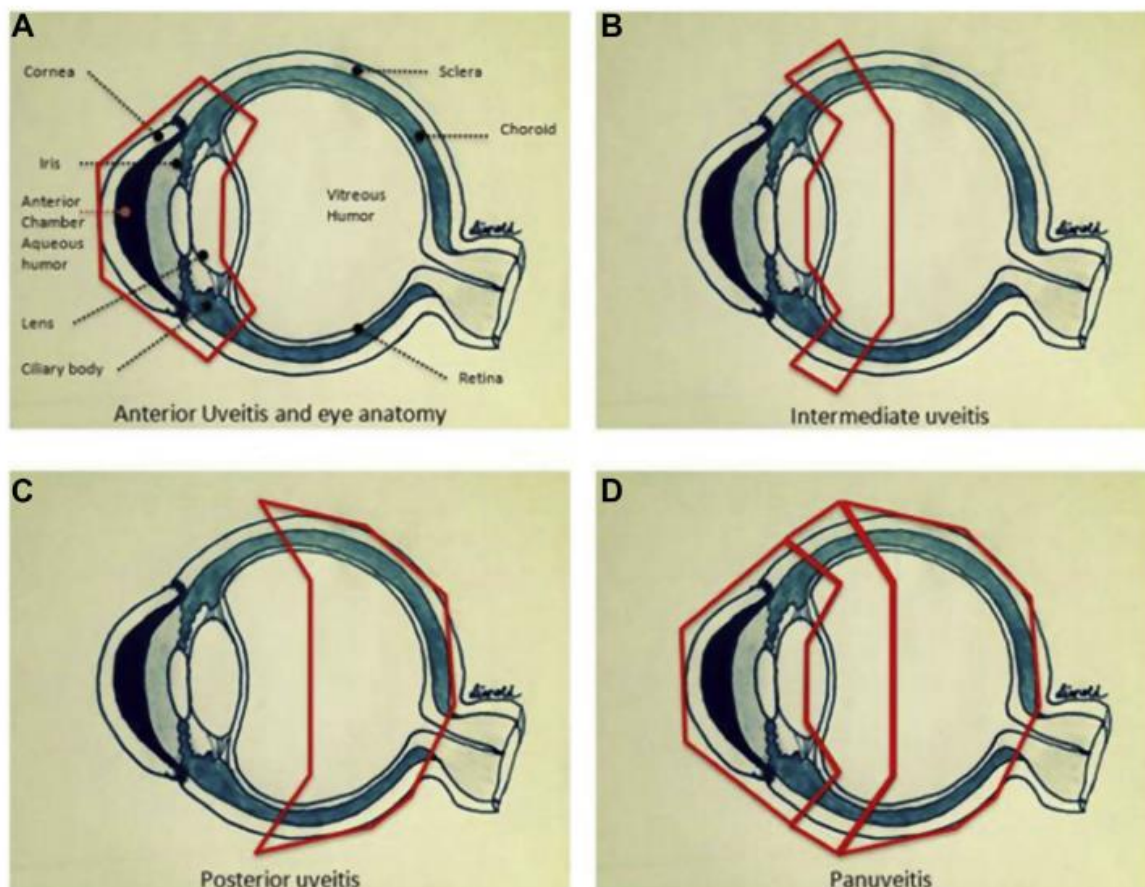 A
Cornea
Sclera
Choroid
Iris
Anterior
Chamber
Aqueous
humor
Vitreous
Humor
Lens
Ciliary body
Retina
Anterior Uveitis and eye anatomy
B
Intermediate uveitis
C
Posterior uveitis
D
Panuveitis